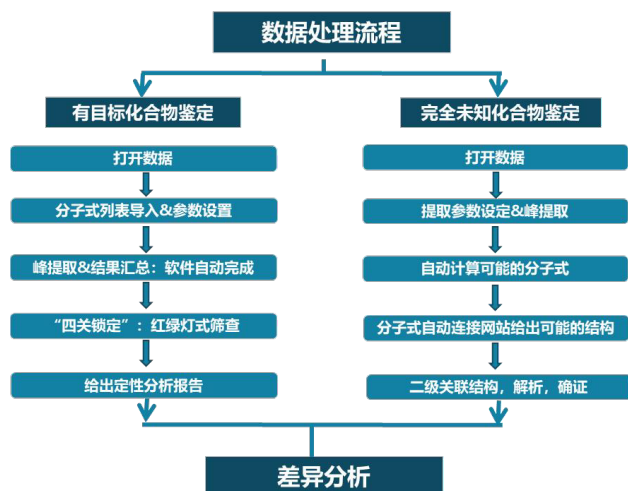 数据处理流程
有目标化合物鉴定
打开数据
分子式列表导入&参数设置
峰提取&结果汇总：软件自动完成
“四关锁定”：红绿灯式筛查
给出定性分析报告
完全未知化合物鉴定
打开数据
提取参数设定&峰提取
自动计算可能的分子式
分子式自动连接网站给出可能的结构
二级关联结构，解析，确证
差异分析